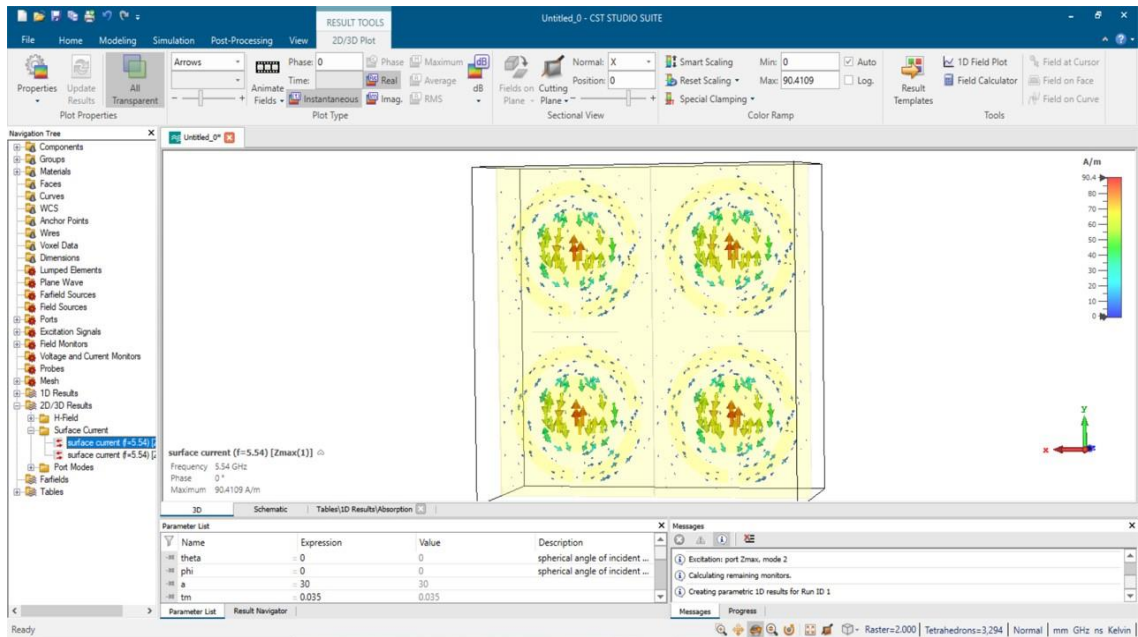 RESULT TOOLS
Untitled_0 - CST STUDIO SUITE
File Home Modeling Simulation Post-Processing View 2D/3D Plot
Properties
Update Results
All Transparent
Plot Properties
Arrows
Animate Fields
Phase: 0
Time:
Instantaneous
Phase
Real
Imag.
Maximum
Average
RMS
dB
dB
Plot Type
Fields on Plane
Cutting Plane
Normal: X
Position: 0
Sectional View
Smart Scaling
Reset Scaling
Special Clamping
Min: 0
Max: 90.4109
Auto
Log.
Color Ramp
Result Templates
1D Field Plot
Field Calculator
Field at Cursor
Field on Face
Field on Curve
Tools
Navigation Tree
Components
Groups
Materials
Faces
Curves
WCS
Anchor Points
Wires
Voxel Data
Dimensions
Lumped Elements
Plane Wave
Farfield Sources
Field Sources
Ports
Excitation Signals
Field Monitors
Voltage and Current Monitors
Probes
Mesh
1D Results
2D/3D Results
H-Field
Surface Current
surface current (f=5.54) [Z
surface current (f=5.54) [Z
Port Modes
Farfields
Tables
Untitled_0*
A/m
90.4
80
70
60
50
40
30
20
10
0
y
x
surface current (f=5.54) [Zmax(1)]
Frequency 5.54 GHz
Phase 0°
Maximum 90.4109 A/m
3D Schematic Tables\1D Results\Absorption
Parameter List
Name Expression Value Description
theta = 0 0 spherical angle of incident ...
phi = 0 0 spherical angle of incident ...
a = 30 30
tm = 0.035 0.035
Parameter List Result Navigator
Messages
Excitation: port Zmax, mode 2
Calculating remaining monitors.
Creating parametric 1D results for Run ID 1
Messages Progress
Ready
Raster=2.000 Tetrahedrons=3,294 Normal mm GHz ns Kelvin